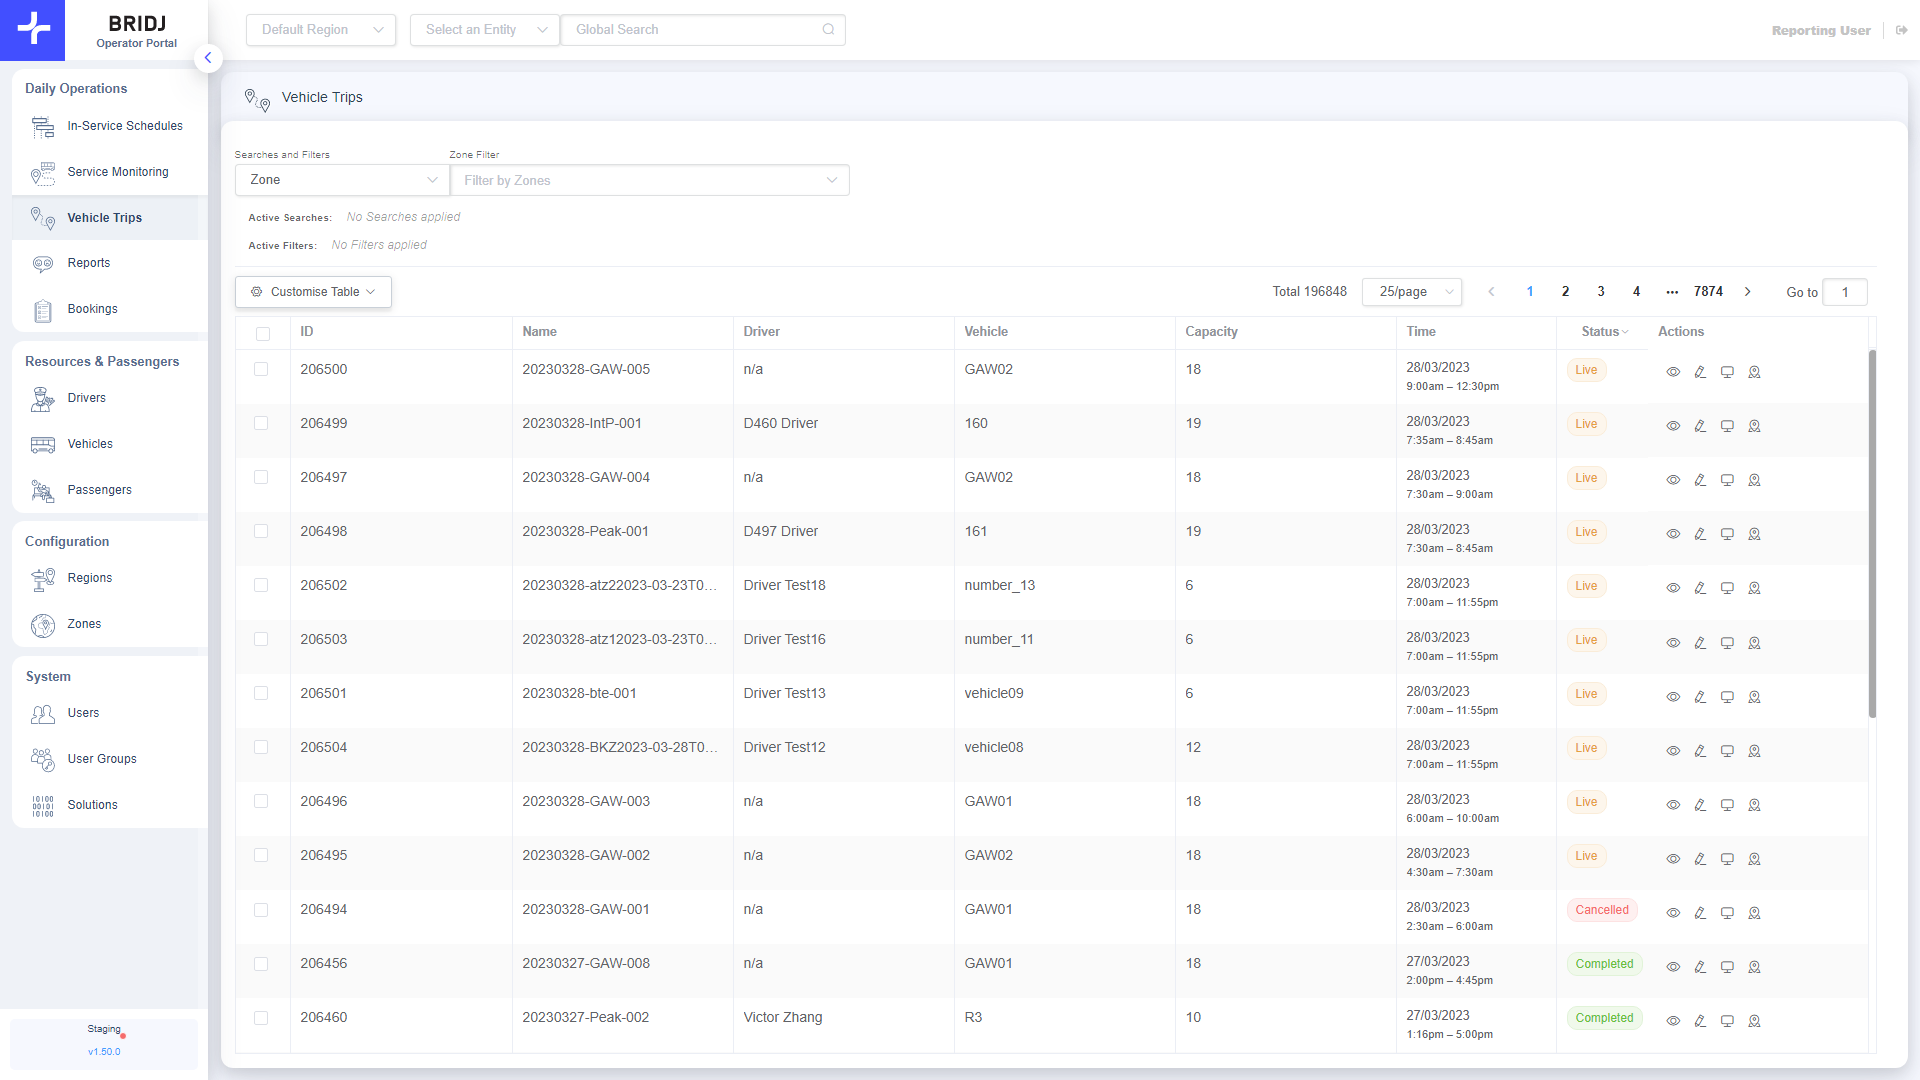 BRIDJ
Operator Portal
Default Region
Select an Entity
Global Search
Reporting User
Daily Operations
In-Service Schedules
Service Monitoring
Vehicle Trips
Reports
Bookings
Resources & Passengers
Drivers
Vehicles
Passengers
Configuration
Regions
Zones
System
Users
User Groups
Solutions
Staging
v1.50.0
Vehicle Trips
Searches and Filters
Zone Filter
Zone
Filter by Zones
Active Searches: No Searches applied
Active Filters: No Filters applied
Customise Table
Total 196848 25/page 1 2 3 4 ••• 7874 Go to 1
ID Name Driver Vehicle Capacity Time Status Actions
206500 20230328-GAW-005 n/a GAW02 18 28/03/2023 Live
9:00am – 12:30pm
206499 20230328-IntP-001 D460 Driver 160 19 28/03/2023 Live
7:35am – 8:45am
206497 20230328-GAW-004 n/a GAW02 18 28/03/2023 Live
7:30am – 9:00am
206498 20230328-Peak-001 D497 Driver 161 19 28/03/2023 Live
7:30am – 8:45am
206502 20230328-atz22023-03-23T0... Driver Test18 number_13 6 28/03/2023 Live
7:00am – 11:55pm
206503 20230328-atz12023-03-23T0... Driver Test16 number_11 6 28/03/2023 Live
7:00am – 11:55pm
206501 20230328-bte-001 Driver Test13 vehicle09 6 28/03/2023 Live
7:00am – 11:55pm
206504 20230328-BKZ2023-03-28T0... Driver Test12 vehicle08 12 28/03/2023 Live
7:00am – 11:55pm
206496 20230328-GAW-003 n/a GAW01 18 28/03/2023 Live
6:00am – 10:00am
206495 20230328-GAW-002 n/a GAW02 18 28/03/2023 Live
4:30am – 7:30am
206494 20230328-GAW-001 n/a GAW01 18 28/03/2023 Cancelled
2:30am – 6:00am
206456 20230327-GAW-008 n/a GAW01 18 27/03/2023 Completed
2:00pm – 4:45pm
206460 20230327-Peak-002 Victor Zhang R3 10 27/03/2023 Completed
1:16pm – 5:00pm